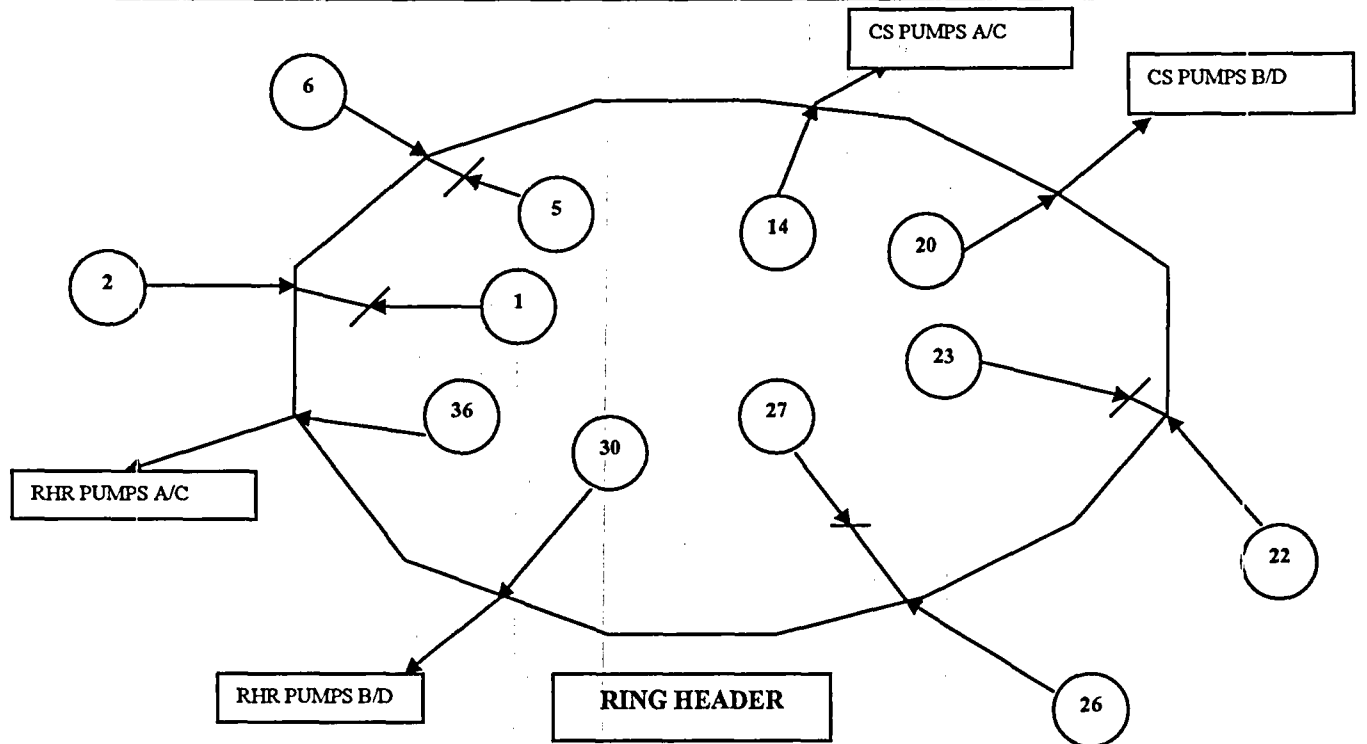 CS PUMPS A/C
6
CS PUMPS B/D
5
14
20
2
1
23
36
27
30
RHR PUMPS A/C
22
RHR PUMPS B/D
RING HEADER
26